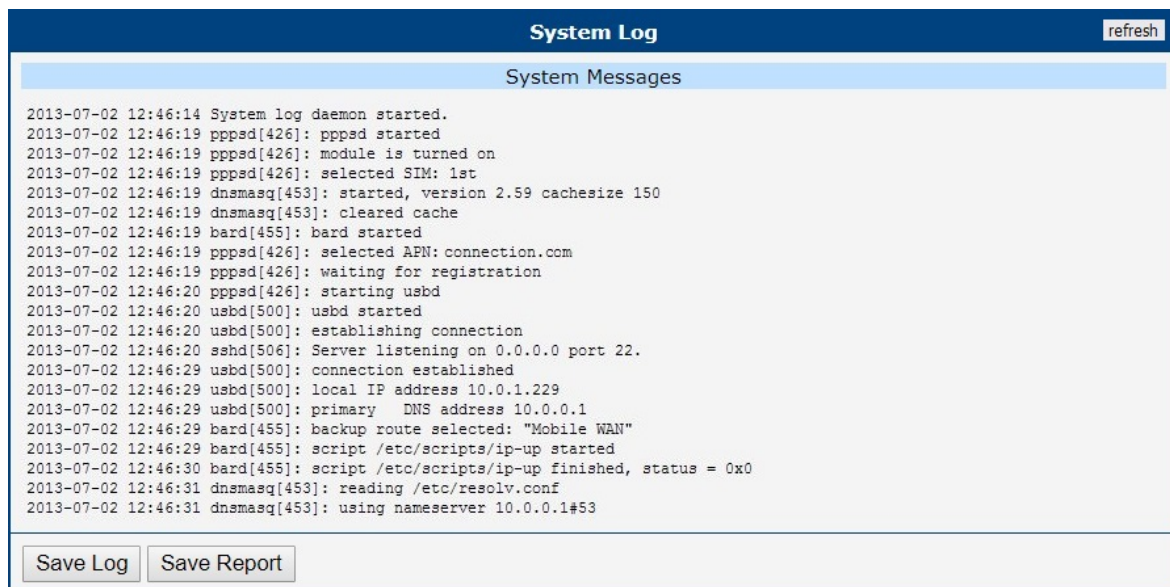 System Log
refresh
System Messages
2013-07-02 12:46:14 System log daemon started.
2013-07-02 12:46:19 pppsd[426]: pppsd started
2013-07-02 12:46:19 pppsd[426]: module is turned on
2013-07-02 12:46:19 pppsd[426]: selected SIM: 1st
2013-07-02 12:46:19 dnsmasq[453]: started, version 2.59 cachesize 150
2013-07-02 12:46:19 dnsmasq[453]: cleared cache
2013-07-02 12:46:19 bard[455]: bard started
2013-07-02 12:46:19 pppsd[426]: selected APN: connection.com
2013-07-02 12:46:19 pppsd[426]: waiting for registration
2013-07-02 12:46:20 pppsd[426]: starting usbd
2013-07-02 12:46:20 usbd[500]: usbd started
2013-07-02 12:46:20 usbd[500]: establishing connection
2013-07-02 12:46:20 sshd[506]: Server listening on 0.0.0.0 port 22.
2013-07-02 12:46:29 usbd[500]: connection established
2013-07-02 12:46:29 usbd[500]: local IP address 10.0.1.229
2013-07-02 12:46:29 usbd[500]: primary   DNS address 10.0.0.1
2013-07-02 12:46:29 bard[455]: backup route selected: "Mobile WAN"
2013-07-02 12:46:29 bard[455]: script /etc/scripts/ip-up started
2013-07-02 12:46:30 bard[455]: script /etc/scripts/ip-up finished, status = 0x0
2013-07-02 12:46:31 dnsmasq[453]: reading /etc/resolv.conf
2013-07-02 12:46:31 dnsmasq[453]: using nameserver 10.0.0.1#53
Save Log
Save Report